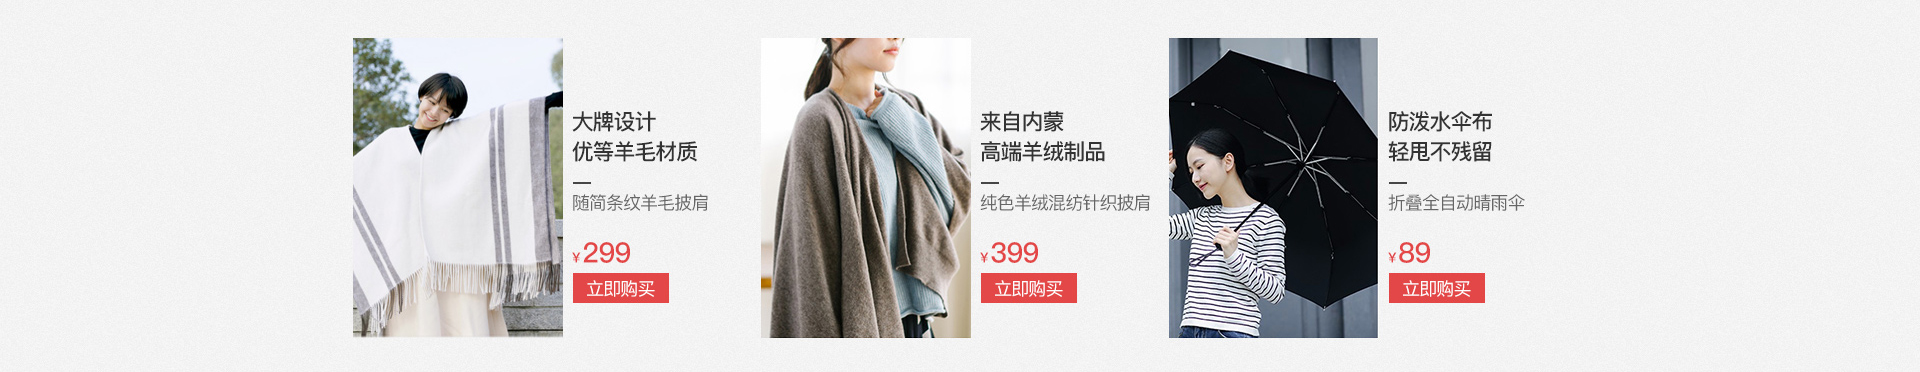 大牌设计
优等羊毛材质
随简条纹羊毛披肩
¥299
立即购买
来自内蒙
高端羊绒制品
纯色羊绒混纺针织披肩
¥399
立即购买
防泼水伞布
轻甩不残留
折叠全自动晴雨伞
¥89
立即购买